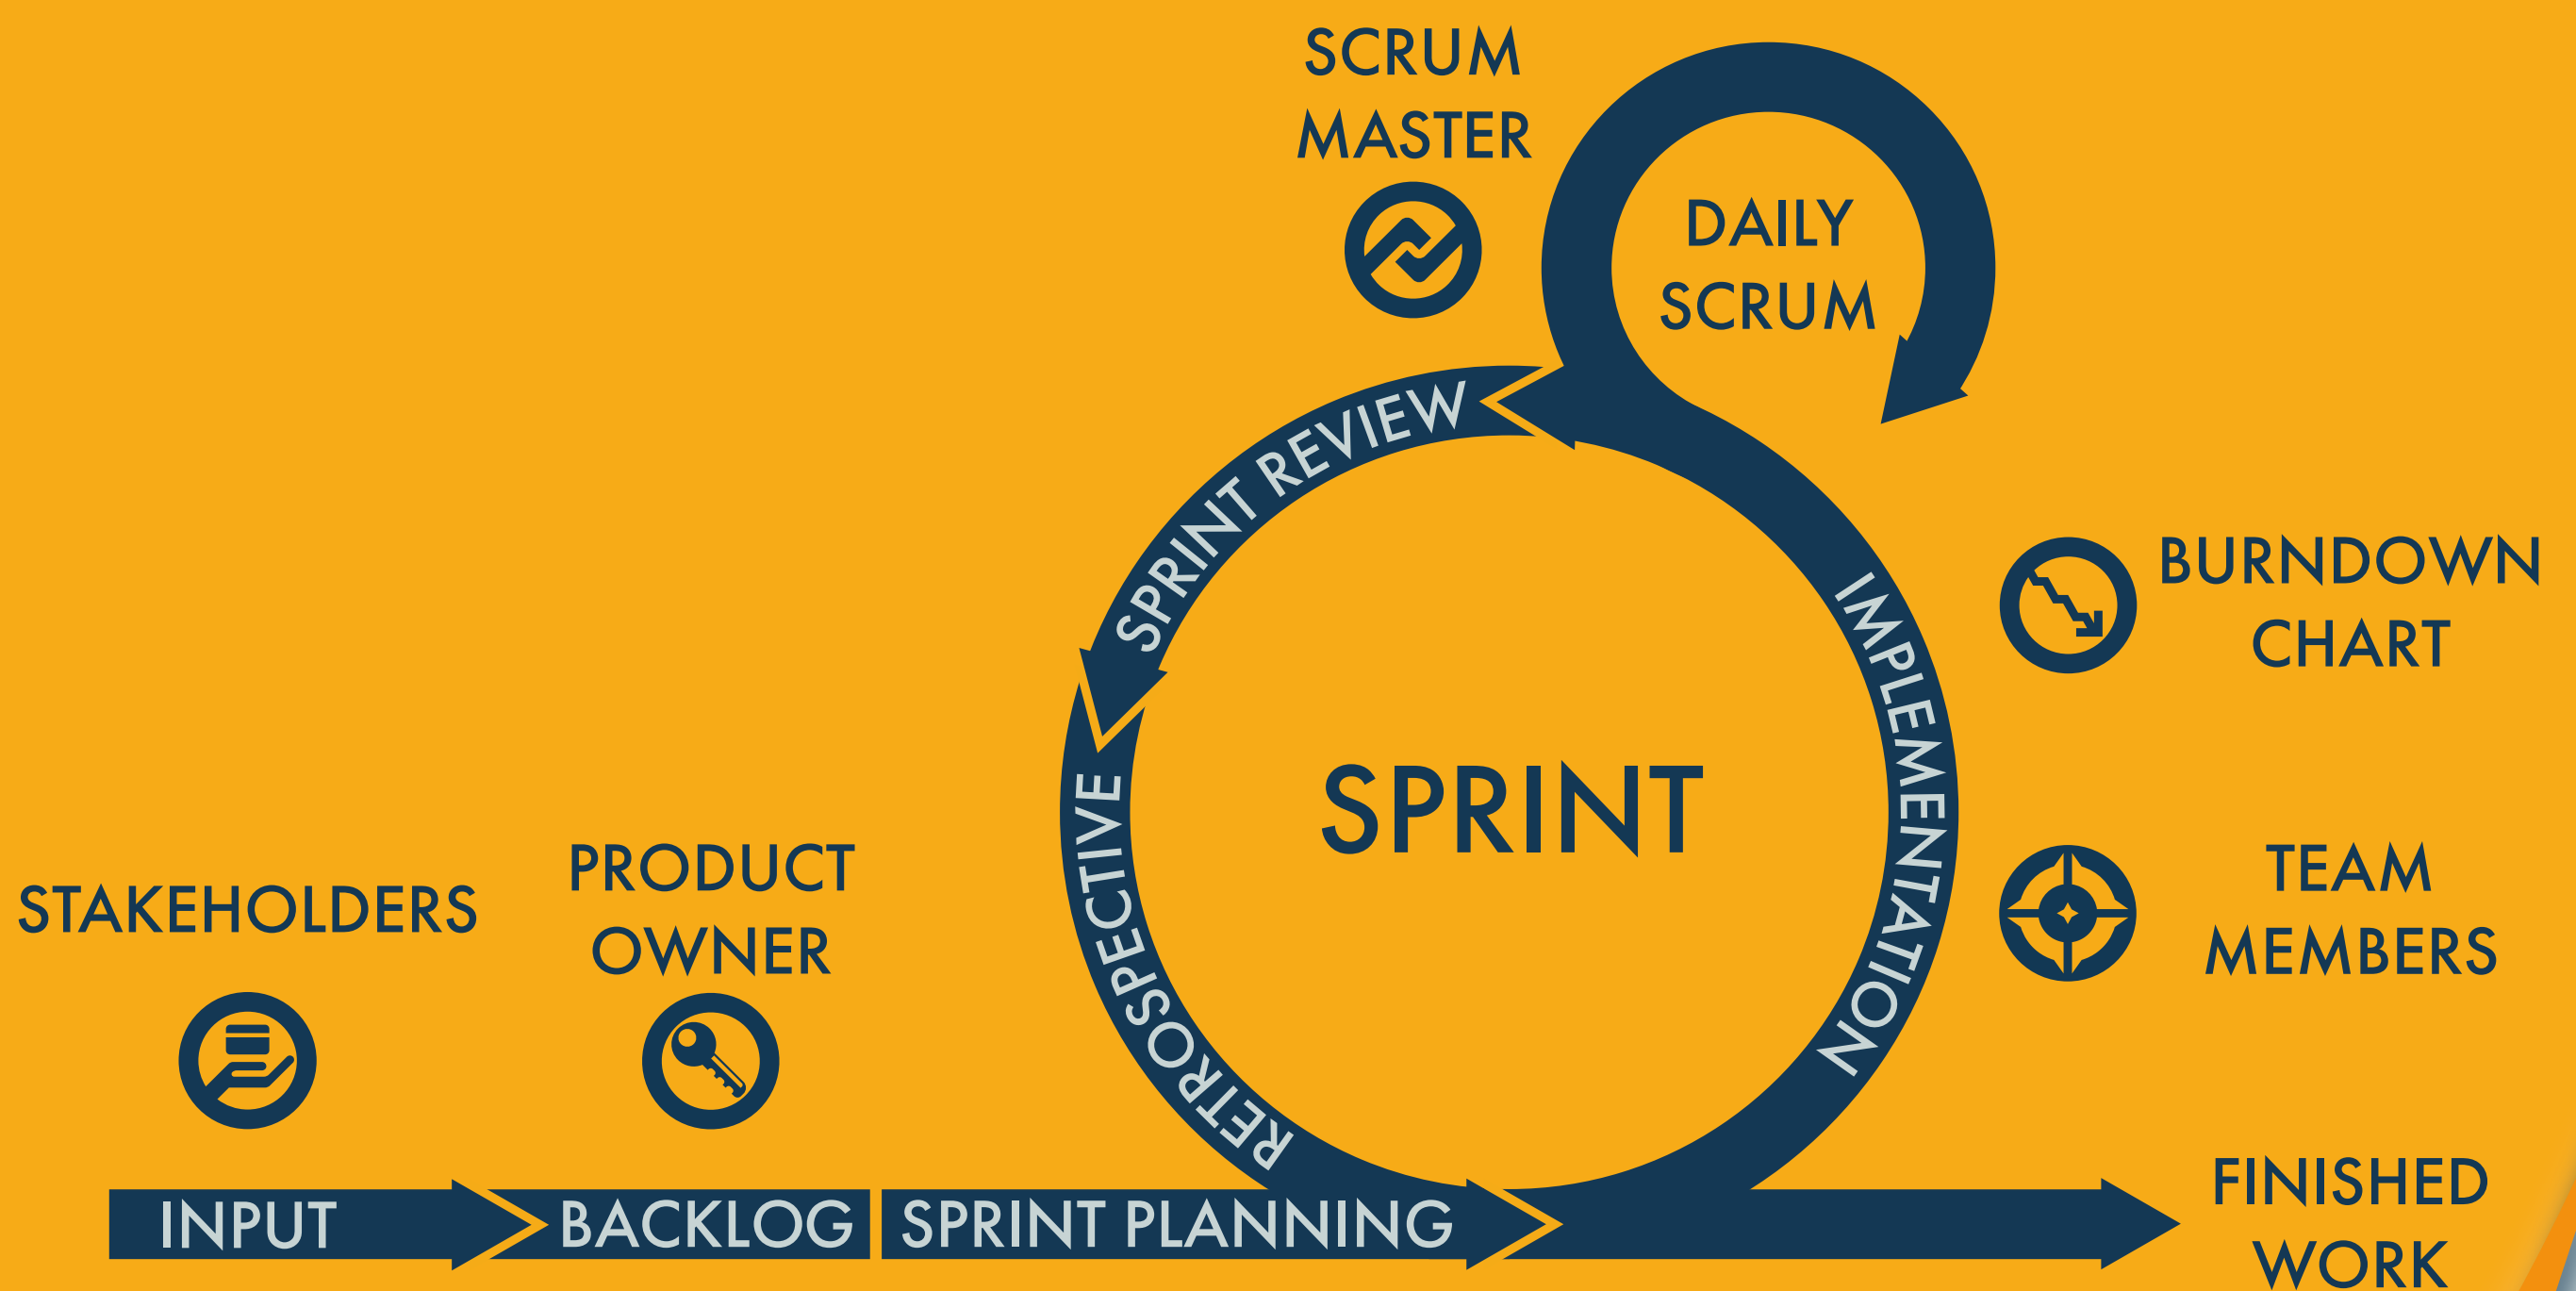 SCRUM
MASTER
DAILY
SCRUM
SPRINT REVIEW
IMPLEMENTATION
BURNDOWN
CHART
SPRINT
RETROSPECTIVE
TEAM
MEMBERS
STAKEHOLDERS
PRODUCT
OWNER
INPUT
BACKLOG
SPRINT PLANNING
FINISHED
WORK